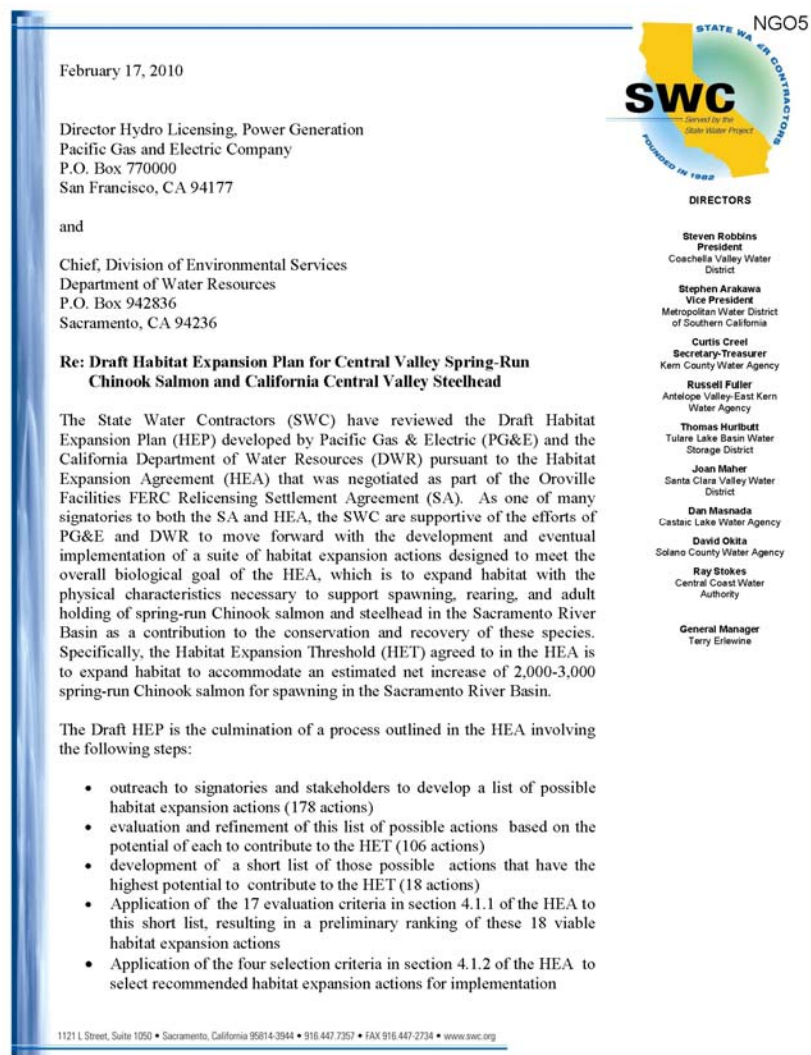 NGO5
STATE WATER CONTRACTORS
SWC
Served by the
State Water Project
FOUNDED IN 1982
February 17, 2010
Director Hydro Licensing, Power Generation
Pacific Gas and Electric Company
P.O. Box 770000
San Francisco, CA 94177
and
Chief, Division of Environmental Services
Department of Water Resources
P.O. Box 942836
Sacramento, CA 94236
Re: Draft Habitat Expansion Plan for Central Valley Spring-Run
Chinook Salmon and California Central Valley Steelhead
The State Water Contractors (SWC) have reviewed the Draft Habitat
Expansion Plan (HEP) developed by Pacific Gas & Electric (PG&E) and the
California Department of Water Resources (DWR) pursuant to the Habitat
Expansion Agreement (HEA) that was negotiated as part of the Oroville
Facilities FERC Relicensing Settlement Agreement (SA). As one of many
signatories to both the SA and HEA, the SWC are supportive of the efforts of
PG&E and DWR to move forward with the development and eventual
implementation of a suite of habitat expansion actions designed to meet the
overall biological goal of the HEA, which is to expand habitat with the
physical characteristics necessary to support spawning, rearing, and adult
holding of spring-run Chinook salmon and steelhead in the Sacramento River
Basin as a contribution to the conservation and recovery of these species.
Specifically, the Habitat Expansion Threshold (HET) agreed to in the HEA is
to expand habitat to accommodate an estimated net increase of 2,000-3,000
spring-run Chinook salmon for spawning in the Sacramento River Basin.
The Draft HEP is the culmination of a process outlined in the HEA involving
the following steps:
• outreach to signatories and stakeholders to develop a list of possible
habitat expansion actions (178 actions)
• evaluation and refinement of this list of possible actions based on the
potential of each to contribute to the HET (106 actions)
• development of a short list of those possible actions that have the
highest potential to contribute to the HET (18 actions)
• Application of the 17 evaluation criteria in section 4.1.1 of the HEA to
this short list, resulting in a preliminary ranking of these 18 viable
habitat expansion actions
• Application of the four selection criteria in section 4.1.2 of the HEA to
select recommended habitat expansion actions for implementation
DIRECTORS
Steven Robbins
President
Coachella Valley Water
District
Stephen Arakawa
Vice President
Metropolitan Water District
of Southern California
Curtis Creel
Secretary-Treasurer
Kern County Water Agency
Russell Fuller
Antelope Valley-East Kern
Water Agency
Thomas Hurlbutt
Tulare Lake Basin Water
Storage District
Joan Maher
Santa Clara Valley Water
District
Dan Masnada
Castaic Lake Water Agency
David Okita
Solano County Water Agency
Ray Stokes
Central Coast Water
Authority
General Manager
Terry Erlewine
1121 L Street, Suite 1050 • Sacramento, California 95814-3944 • 916.447.7357 • FAX 916.447-2734 • www.swc.org